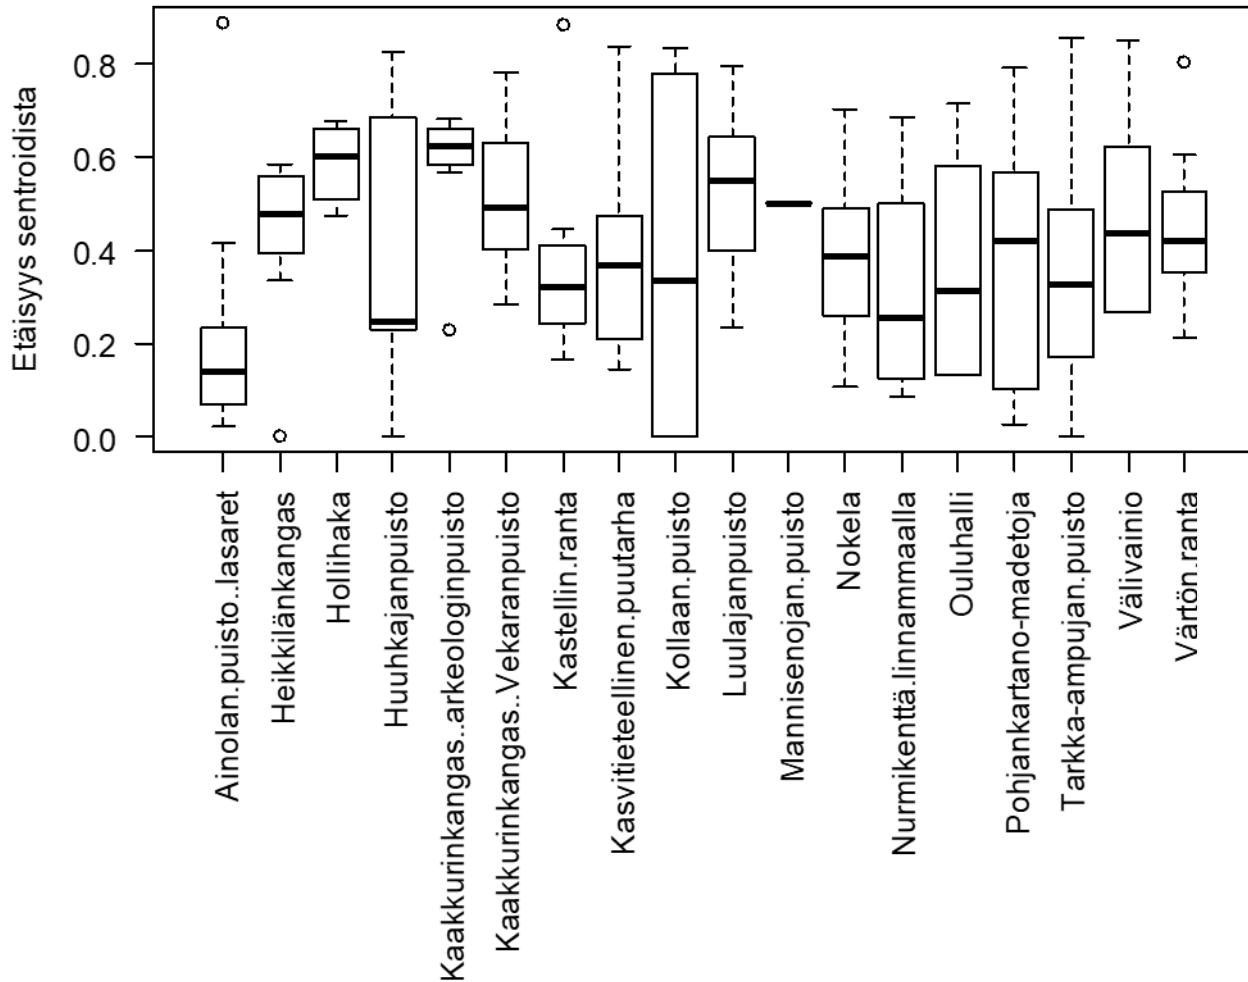 Etäisyys sentroidista
0.8
0.6
0.4
0.2
0.0
Ainolan.puisto..lasaret
Heikkilänkangas
Hollihaka
Huuhkajanpuisto
Kaakkurinkangas..arkeologinpuisto
Kaakkurinkangas..Vekaranpuisto
Kastellin.ranta
Kasvitieteellinen.puutarha
Kollaan.puisto
Luulajanpuisto
Mannisenojan.puisto
Nokela
Nurmikenttä.linnammaalla
Ouluhalli
Pohjankartano-madetoja
Tarkka-ampujan.puisto
Välivainio
Värtön.ranta